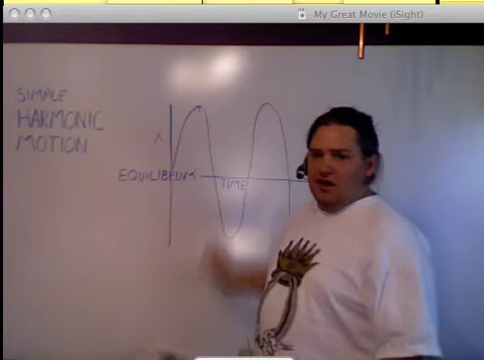 My Great Movie (iSight)
SIMPLE
HARMONIC
MOTION
X
EQUILIBRIUM
TIME